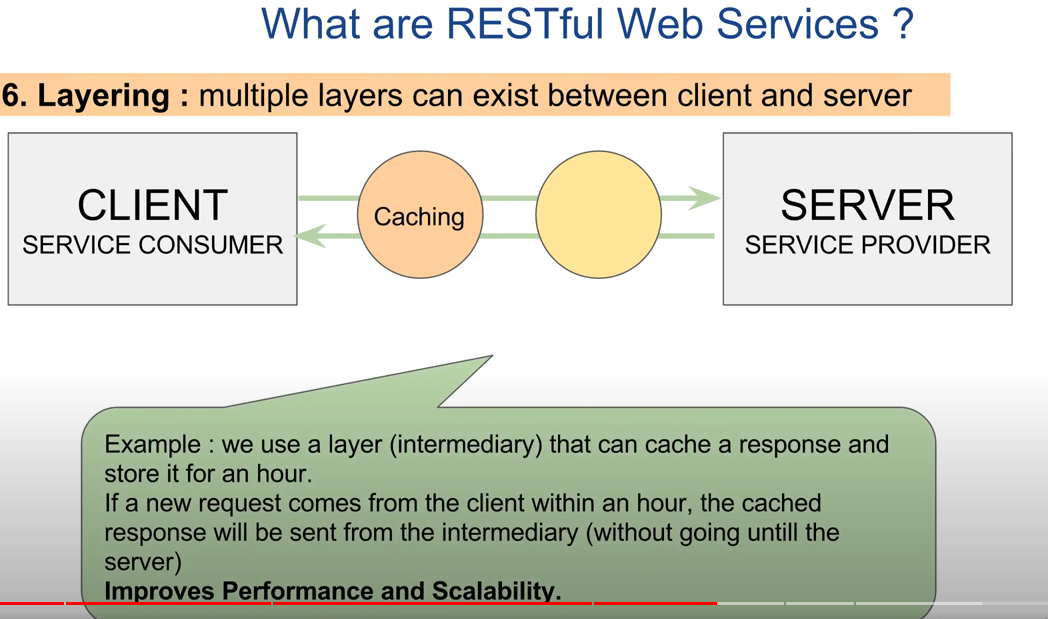 What are RESTful Web Services ?
6. Layering : multiple layers can exist between client and server
CLIENT
SERVICE CONSUMER
Caching
SERVER
SERVICE PROVIDER
Example : we use a layer (intermediary) that can cache a response and
store it for an hour.
If a new request comes from the client within an hour, the cached
response will be sent from the intermediary (without going untill the
server)
Improves Performance and Scalability.